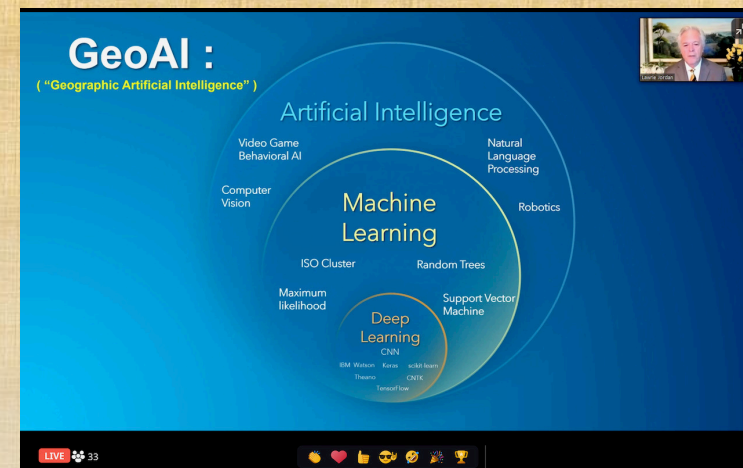 GeoAI :
( “Geographic Artificial Intelligence” )
Artificial Intelligence
Video Game
Behavioral AI
Natural
Language
Processing
Computer
Vision
Robotics
Machine
Learning
ISO Cluster
Random Trees
Maximum
likelihood
Support Vector
Machine
Deep
Learning
CNN
IBM Watson Keras scikit-learn
Theano CNTK
Tensorflow
Lawrie Jordan
LIVE 33